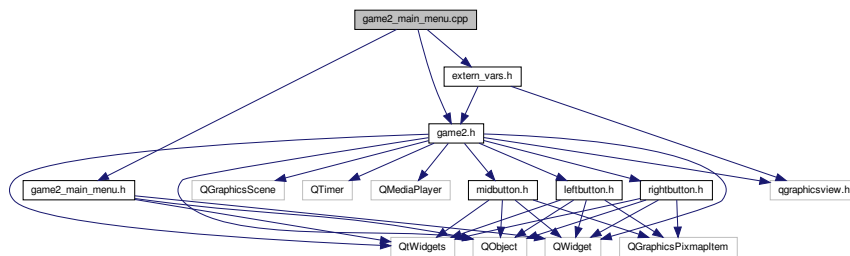 game2_main_menu.cpp
extern_vars.h
game2.h
game2_main_menu.h
QGraphicsScene
QTimer
QMediaPlayer
midbutton.h
leftbutton.h
rightbutton.h
qgraphicsview.h
QtWidgets
QObject
QWidget
QGraphicsPixmapItem